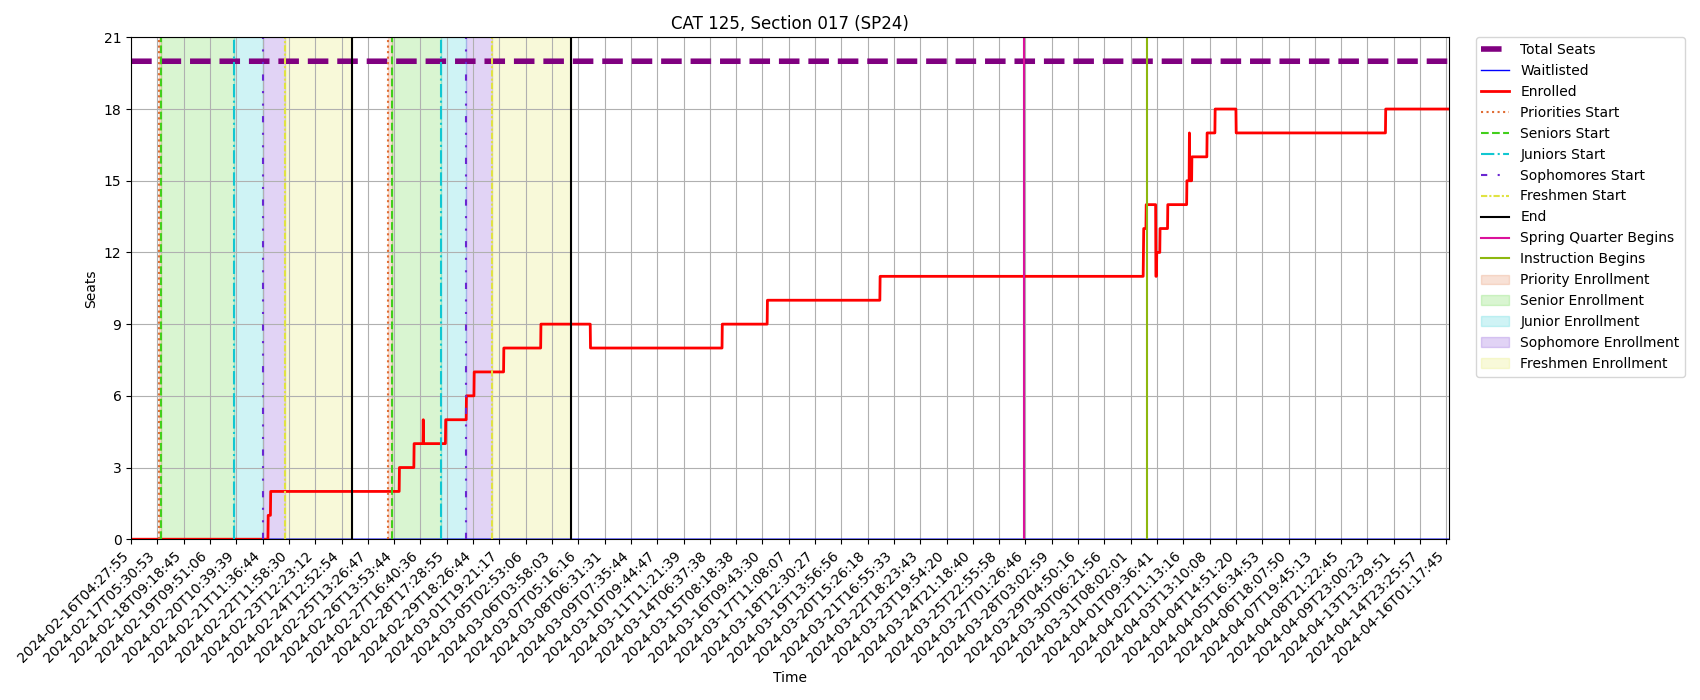 CAT 125, Section 017 (SP24)
21
18
15
12
9
6
3
0
Seats
2024-02-16T04:27:55
2024-02-17T05:30:53
2024-02-18T09:18:45
2024-02-19T09:51:06
2024-02-20T10:39:39
2024-02-21T11:36:44
2024-02-22T11:58:30
2024-02-23T12:23:12
2024-02-24T12:52:54
2024-02-25T13:26:47
2024-02-26T13:53:44
2024-02-27T16:40:36
2024-02-28T17:28:55
2024-02-29T18:26:44
2024-03-01T19:21:17
2024-03-05T02:53:06
2024-03-06T03:58:03
2024-03-07T05:16:16
2024-03-08T06:31:31
2024-03-09T07:35:44
2024-03-10T09:44:47
2024-03-11T11:21:39
2024-03-14T06:37:38
2024-03-15T08:18:38
2024-03-16T09:43:30
2024-03-17T11:08:07
2024-03-18T12:30:27
2024-03-19T13:56:56
2024-03-20T15:26:18
2024-03-21T16:55:33
2024-03-22T18:23:43
2024-03-23T19:54:20
2024-03-24T21:18:40
2024-03-25T22:55:58
2024-03-27T01:26:46
2024-03-28T03:02:59
2024-03-29T04:50:16
2024-03-30T06:21:56
2024-03-31T08:02:01
2024-04-01T09:36:41
2024-04-02T11:13:16
2024-04-03T13:10:08
2024-04-04T14:51:20
2024-04-05T16:34:53
2024-04-06T18:07:50
2024-04-07T19:45:13
2024-04-08T21:22:45
2024-04-09T23:00:23
2024-04-13T13:29:51
2024-04-14T23:25:57
2024-04-16T01:17:45
Time
Total Seats
Waitlisted
Enrolled
Priorities Start
Seniors Start
Juniors Start
Sophomores Start
Freshmen Start
End
Spring Quarter Begins
Instruction Begins
Priority Enrollment
Senior Enrollment
Junior Enrollment
Sophomore Enrollment
Freshmen Enrollment